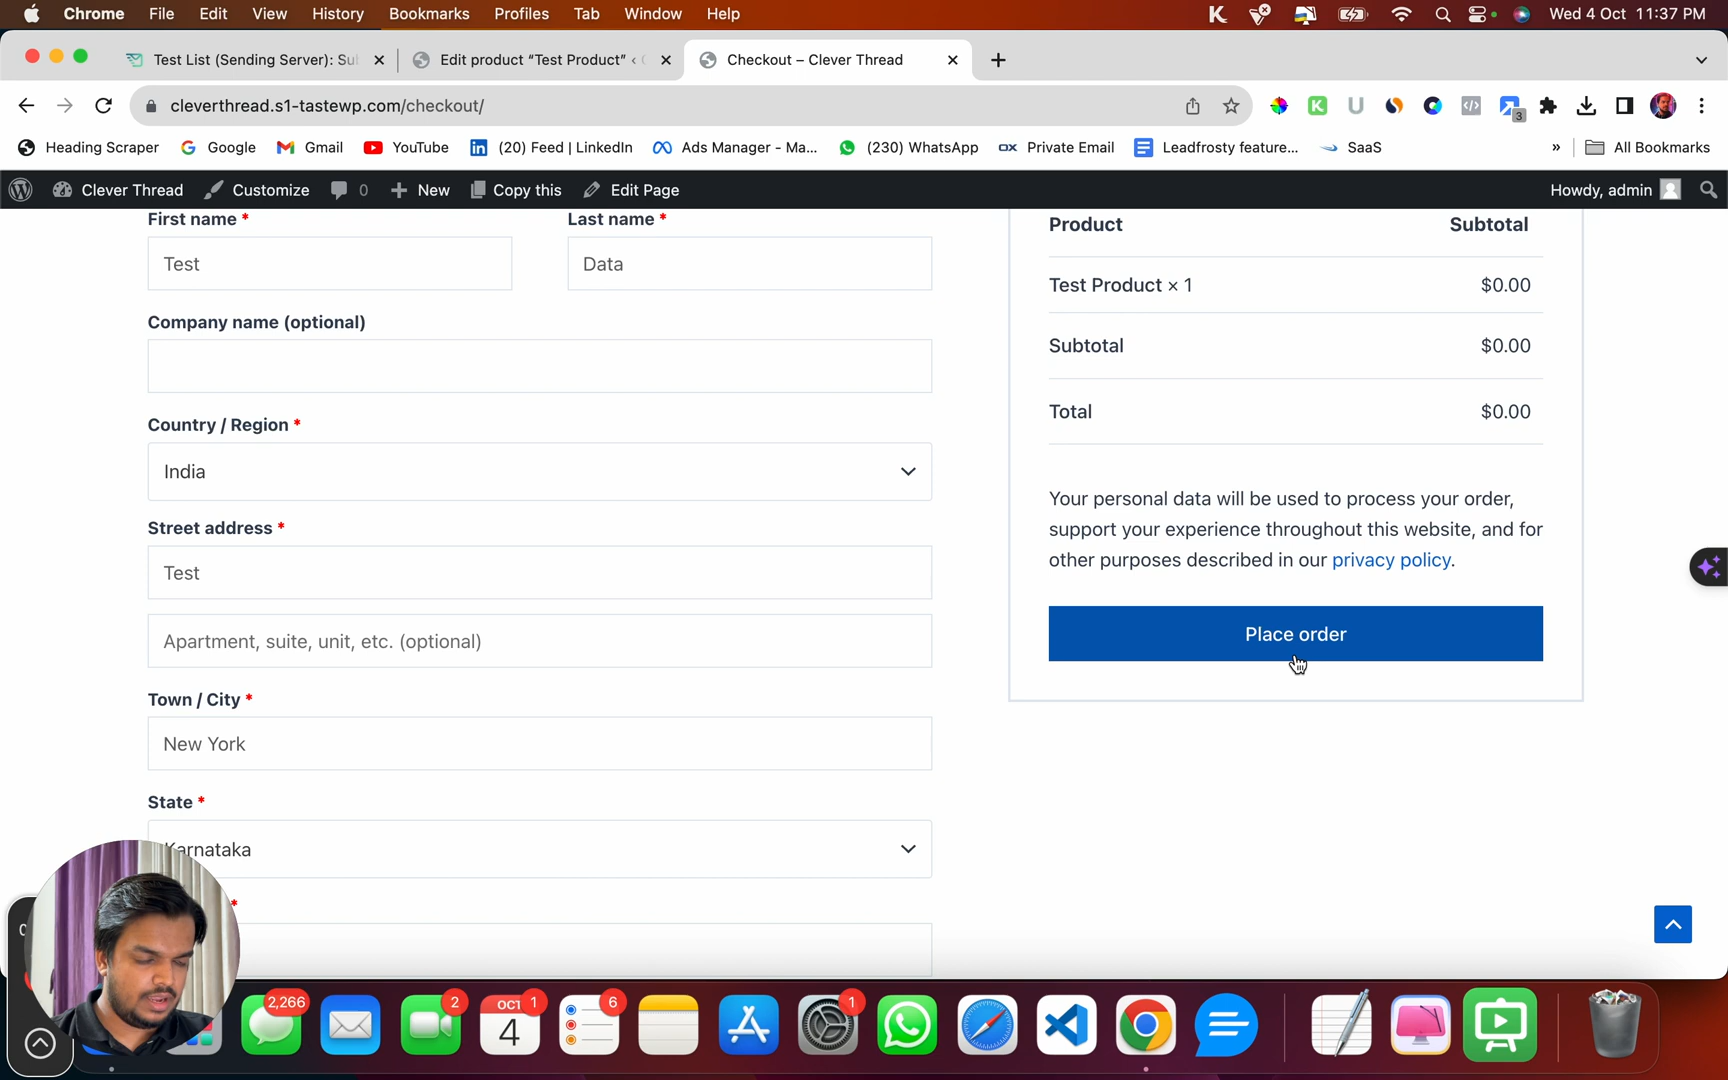 Chrome File Edit View History Bookmarks Profiles Tab Window Help Wed 4 Oct 11:37 PM
Test List (Sending Server): Su Edit product “Test Product” ‹ Checkout – Clever Thread
cleverthread.s1-tastewp.com/checkout/
3
Heading Scraper Google Gmail YouTube (20) Feed | LinkedIn Ads Manager - Ma... (230) WhatsApp Private Email Leadfrosty feature... SaaS » All Bookmarks
Clever Thread Customize 0 New Copy this Edit Page Howdy, admin
First name * Last name *
Test Data
Company name (optional)
Country / Region *
India
Street address *
Test
Apartment, suite, unit, etc. (optional)
Town / City *
New York
State *
Karnataka
*
Product Subtotal
Test Product × 1 $0.00
Subtotal $0.00
Total $0.00
Your personal data will be used to process your order,
support your experience throughout this website, and for
other purposes described in our privacy policy.
Place order
2,266 2 OCT 1 6 1
4